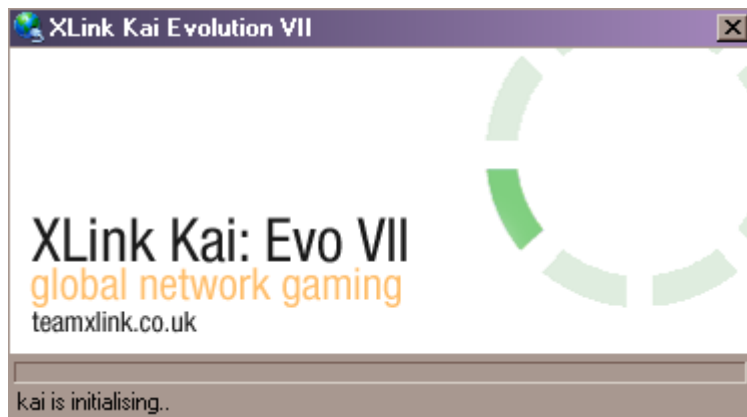 XLink Kai Evolution VII
XLink Kai: Evo VII
global network gaming
teamxlink.co.uk
kai is initialising..